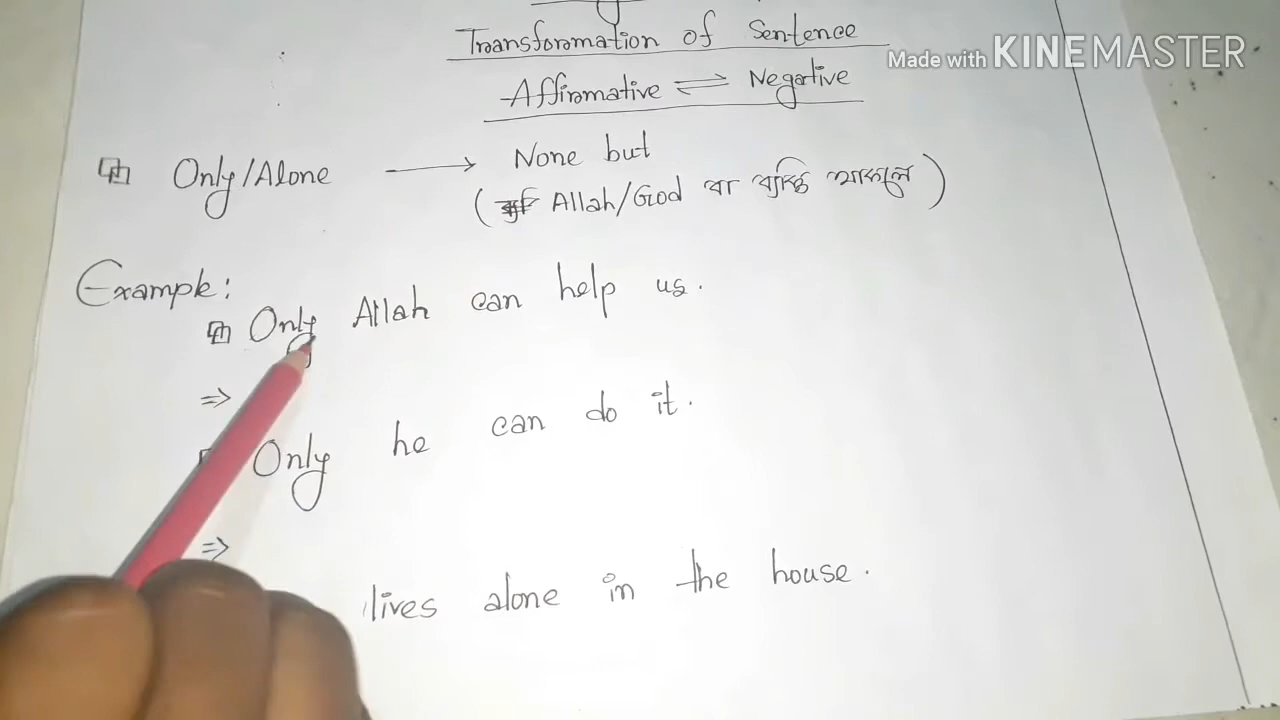 Transformation of Sentence
Made with KINEMASTER
Affirmative ⇌ Negative
Only/Alone → None but
( Allah/God বা ব্যক্তি থাকলে )
Example:
Only Allah can help us.
⇒
Only he can do it.
⇒
lives alone in the house.